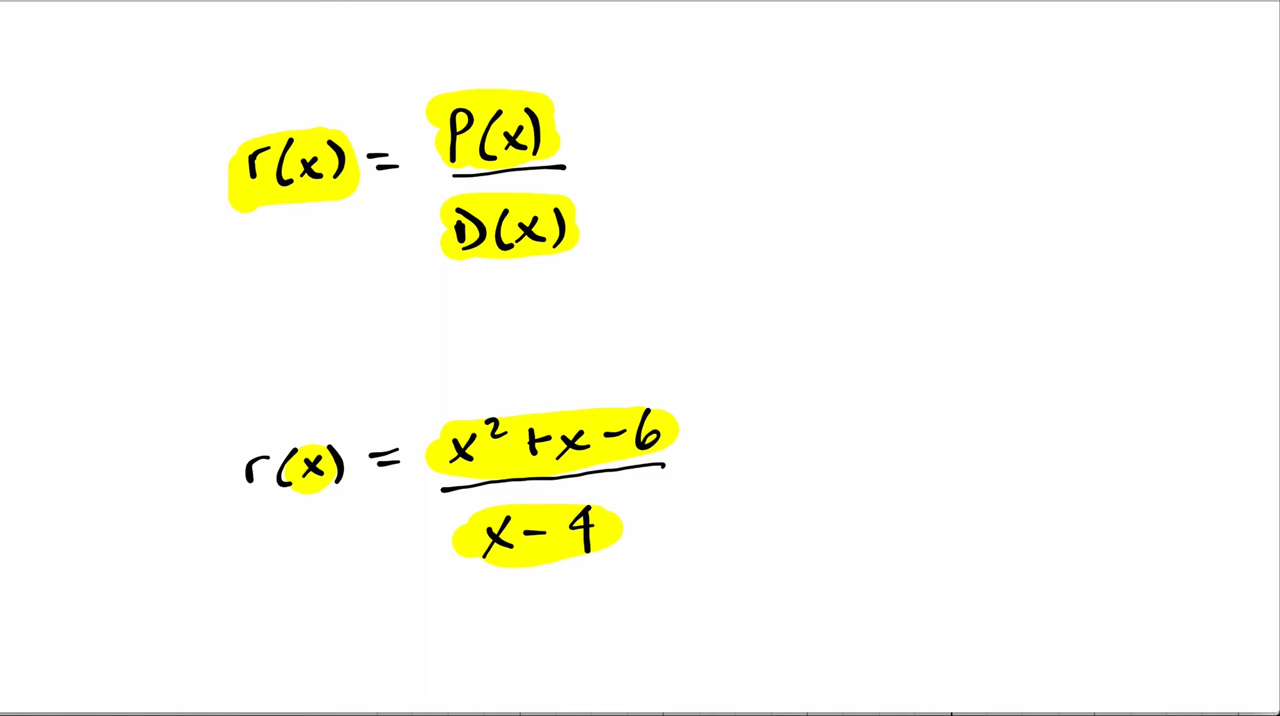 r(x) = P(x)
D(x)
r(x) = x² + x - 6
x - 4